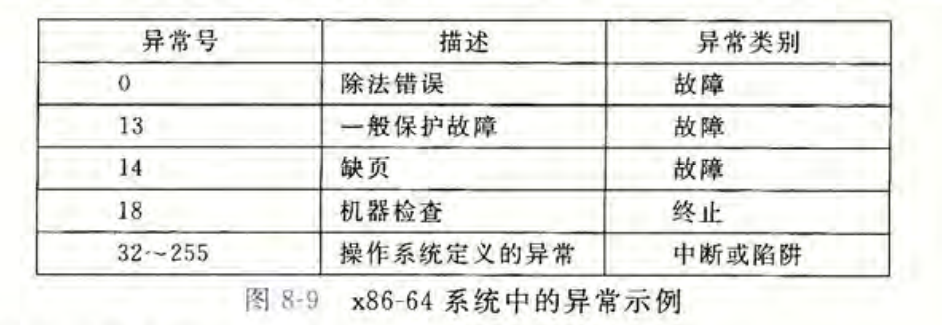 异常号 描述 异常类别
0 除法错误 故障
13 一般保护故障 故障
14 缺页 故障
18 机器检查 终止
32~255 操作系统定义的异常 中断或陷阱
图 8-9 x86-64 系统中的异常示例